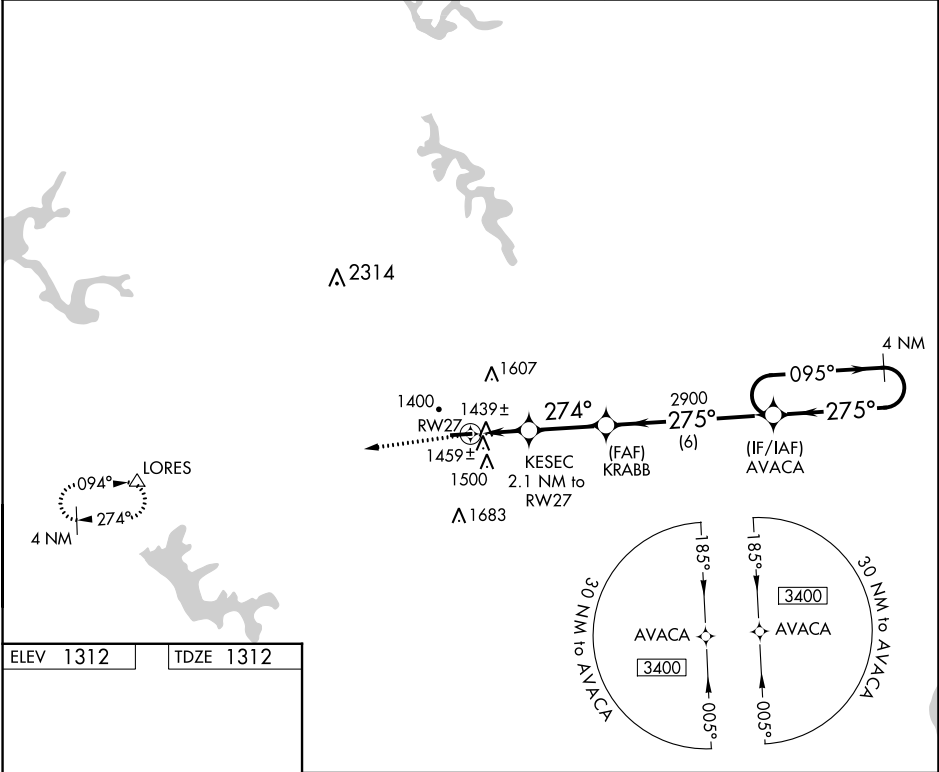 2314
4 NM
1607
095°
1400
1439±
274°
2900
275°
275°
RW27
(6)
1459±
(FAF)
KRABB
(IF/IAF)
AVACA
KESEC
2.1 NM to
RW27
LORES
1500
094°
274°
4 NM
1683
185°
185°
30 NM to AVACA
30 NM to AVACA
3400
AVACA
AVACA
3400
005°
005°
ELEV 1312
TDZE 1312